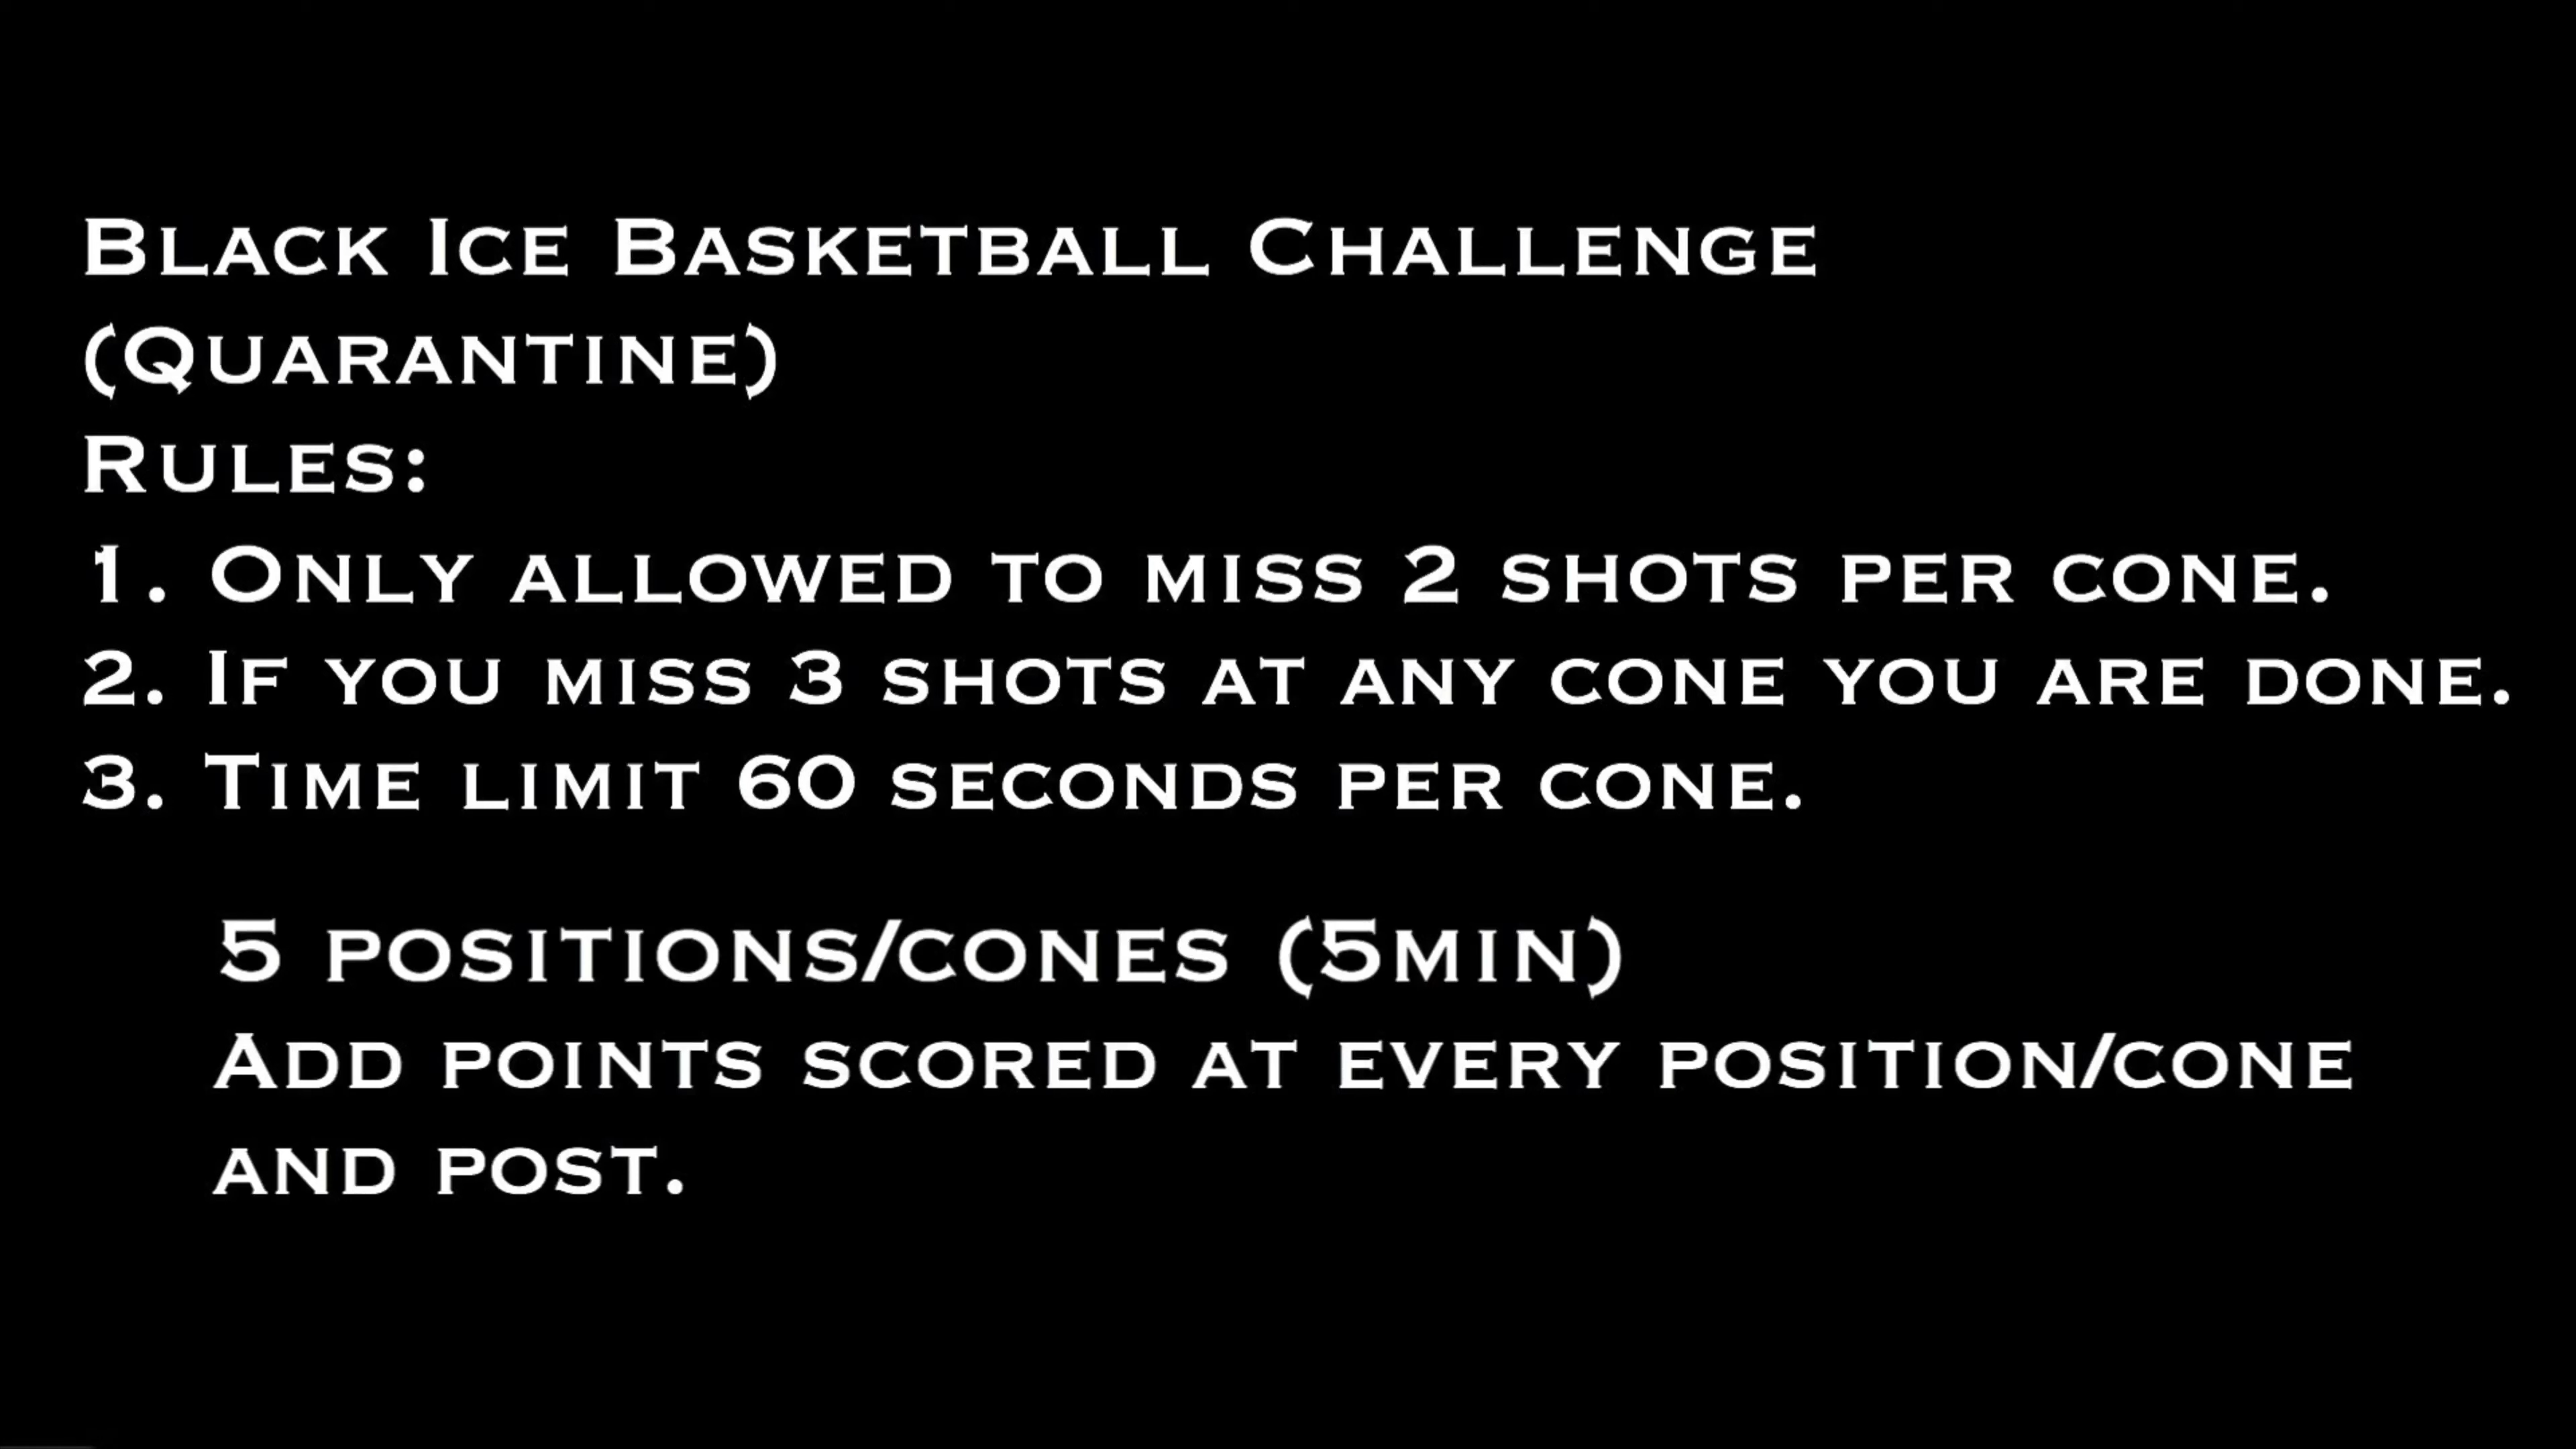 Black Ice Basketball Challenge
(Quarantine)
Rules:
1. Only allowed to miss 2 shots per cone.
2. If you miss 3 shots at any cone you are done.
3. Time limit 60 seconds per cone.
5 positions/cones (5min)
Add points scored at every position/cone
and post.